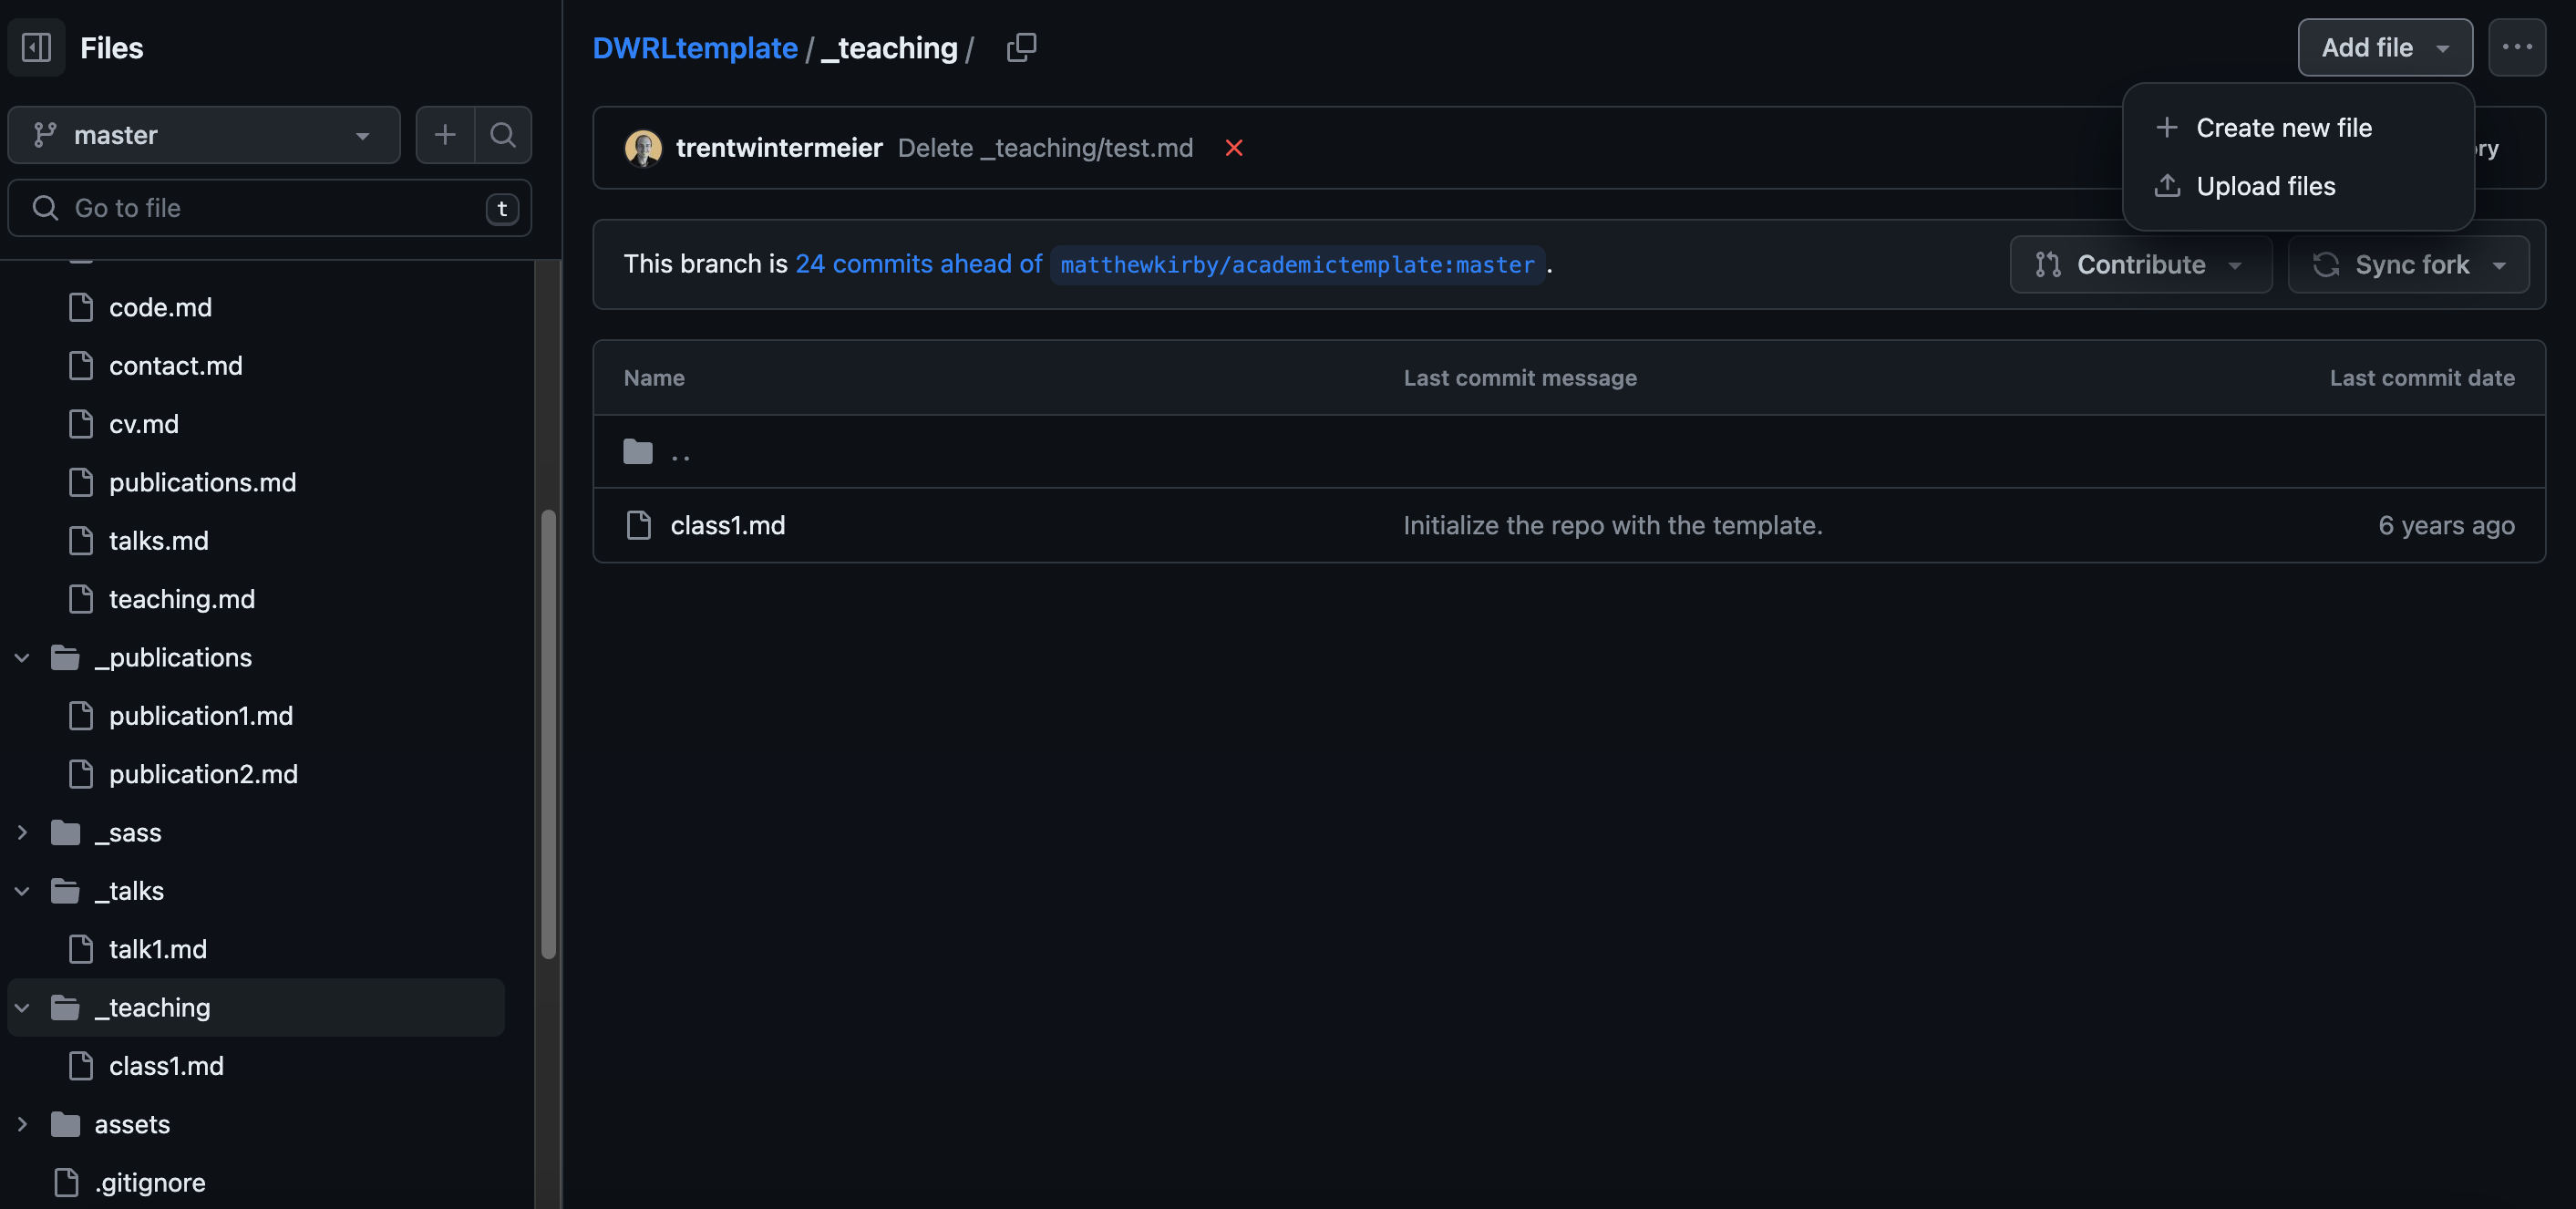 Files
master
Go to file
t
code.md
contact.md
cv.md
publications.md
talks.md
teaching.md
_publications
publication1.md
publication2.md
_sass
_talks
talk1.md
_teaching
class1.md
assets
.gitignore
DWRLtemplate / _teaching /
Add file
Create new file
Upload files
trentwintermeier Delete _teaching/test.md
ry
This branch is 24 commits ahead of matthewkirby/academictemplate:master .
Contribute
Sync fork
Name Last commit message Last commit date
..
class1.md Initialize the repo with the template. 6 years ago